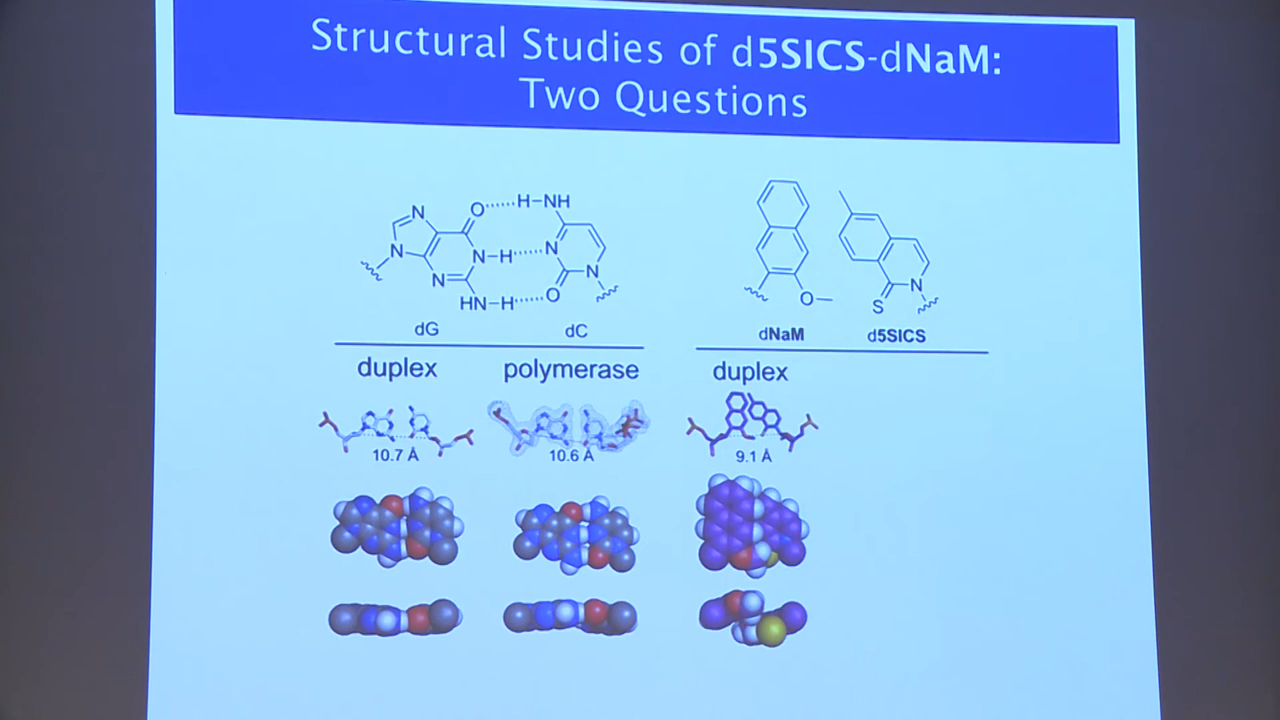 Structural Studies of d5SICS-dNaM:
Two Questions
N
N
O
N-H
N
HN-H
H-NH
N
N
O
O
S
N
dG
dC
dNaM
d5SICS
duplex
polymerase
duplex
10.7 Å
10.6 Å
9.1 Å